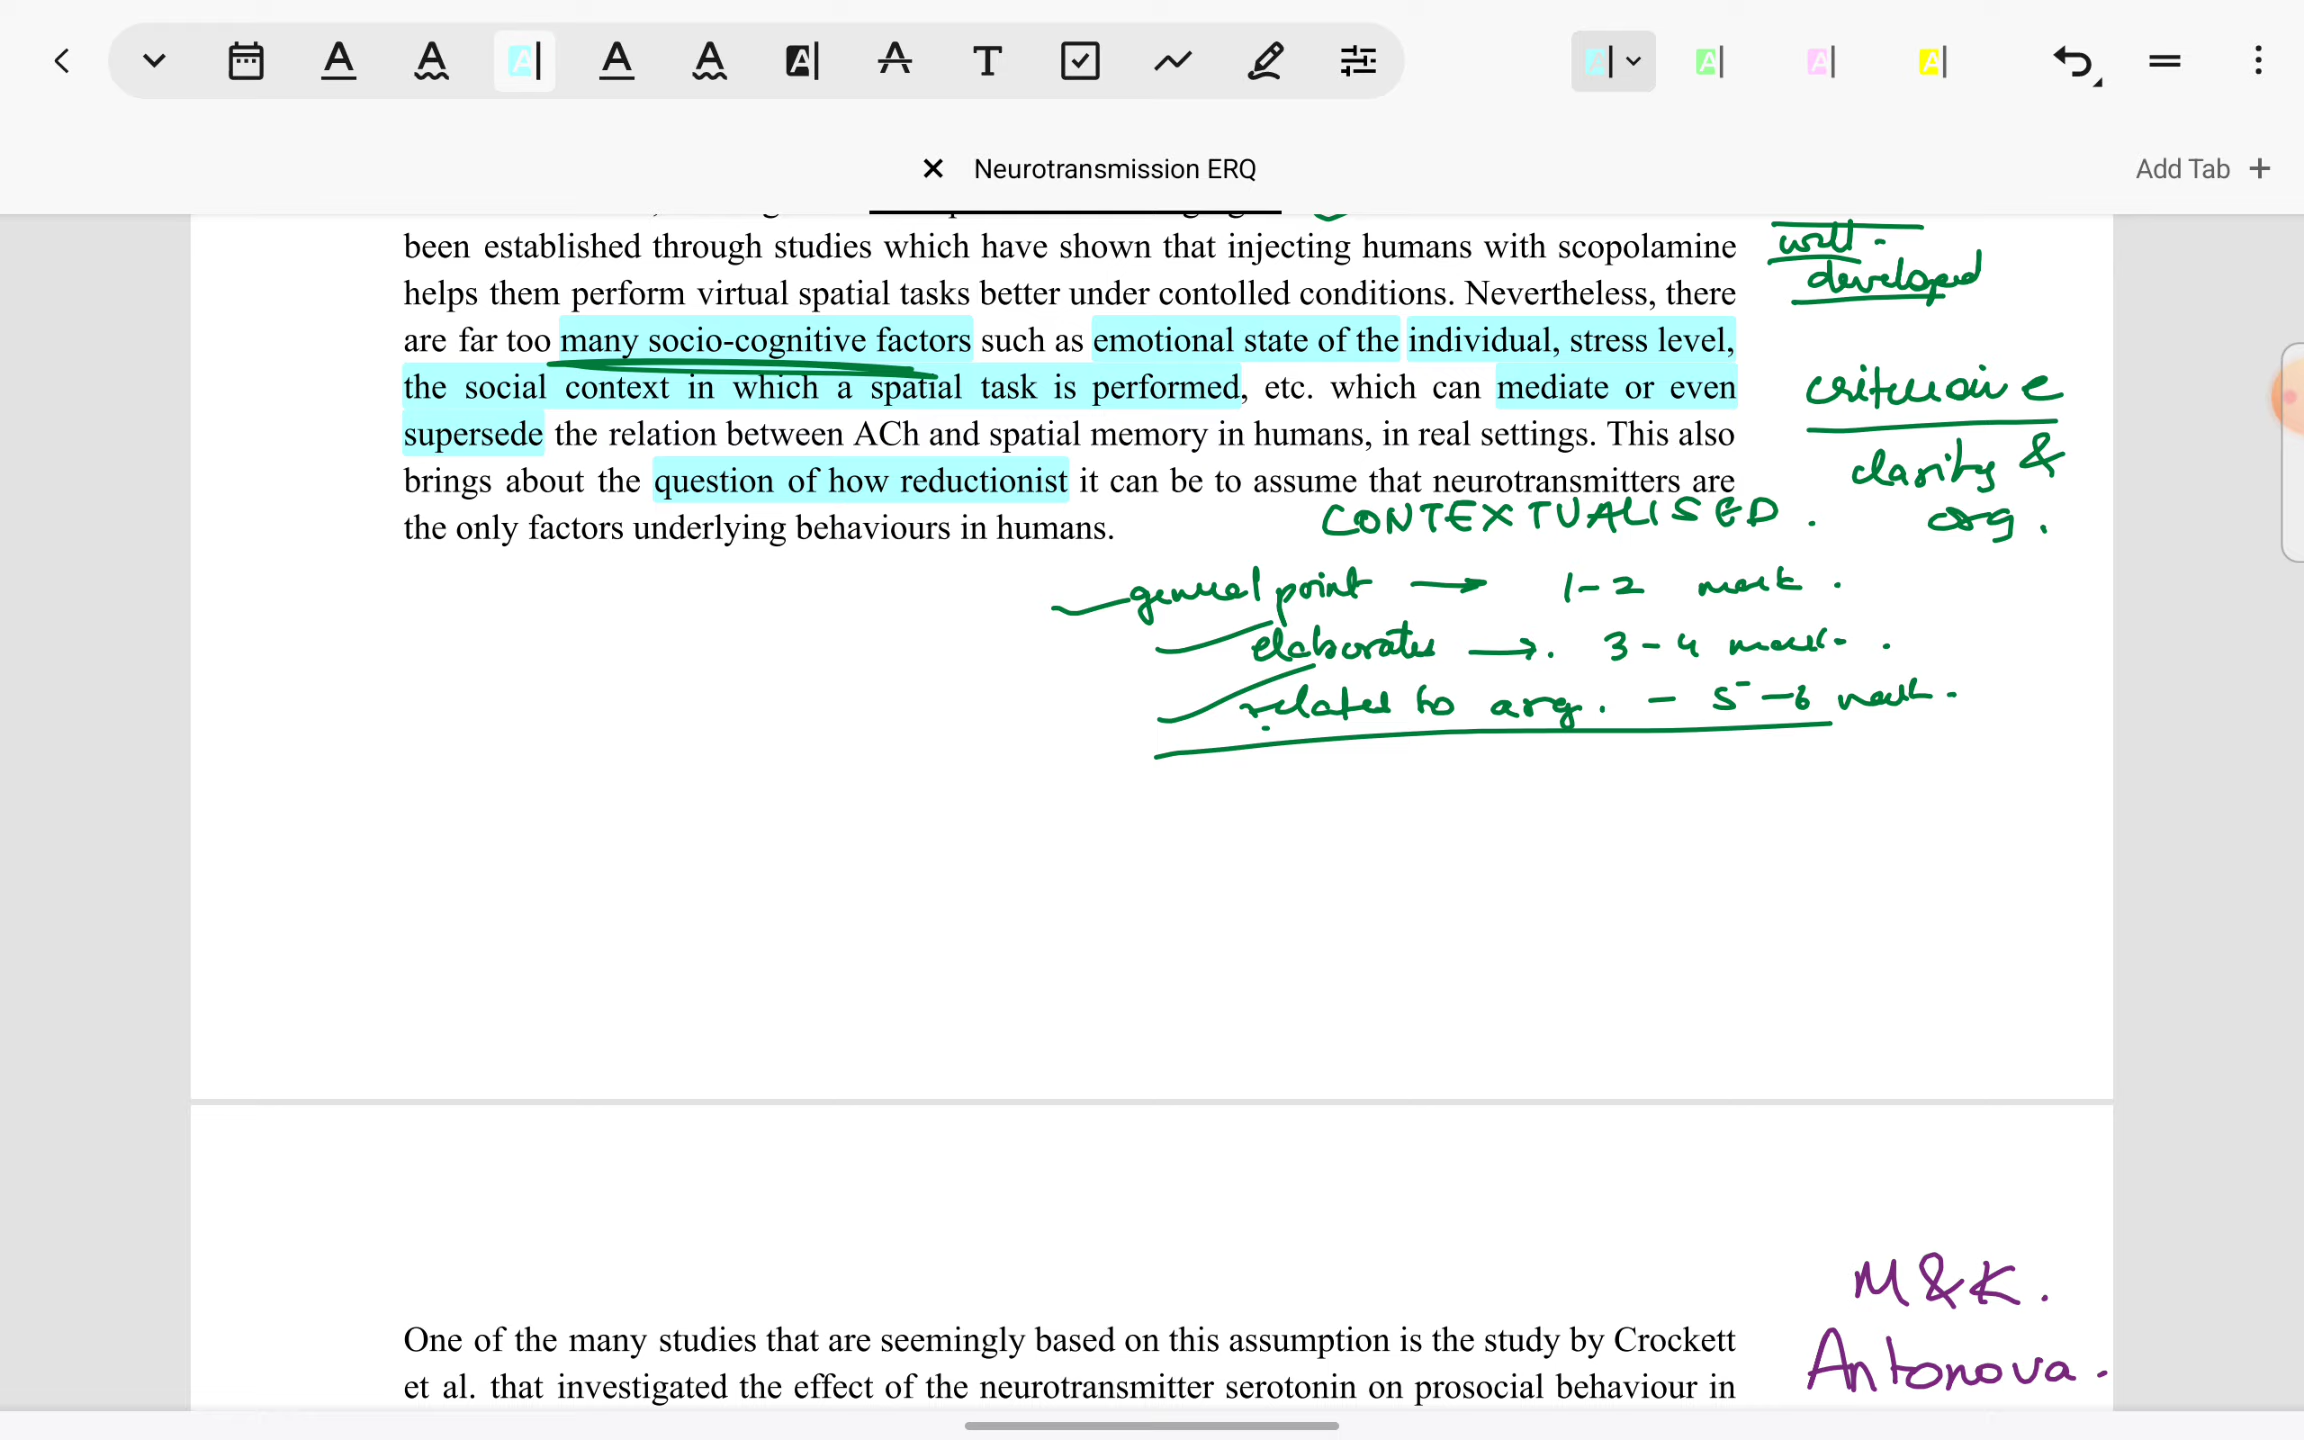 Neurotransmission ERQ
Add Tab +
been established through studies which have shown that injecting humans with scopolamine
helps them perform virtual spatial tasks better under contolled conditions. Nevertheless, there
are far too many socio-cognitive factors such as emotional state of the individual, stress level,
the social context in which a spatial task is performed, etc. which can mediate or even
supersede the relation between ACh and spatial memory in humans, in real settings. This also
brings about the question of how reductionist it can be to assume that neurotransmitters are
the only factors underlying behaviours in humans.
well-
developed
criterion e
clarity &
org.
CONTEXTUALISED.
general point → 1-2 mark.
elaborates →. 3-4 mark.
relates to arg. - 5-6 mark.
M&K.
Antonova.
One of the many studies that are seemingly based on this assumption is the study by Crockett
et al. that investigated the effect of the neurotransmitter serotonin on prosocial behaviour in